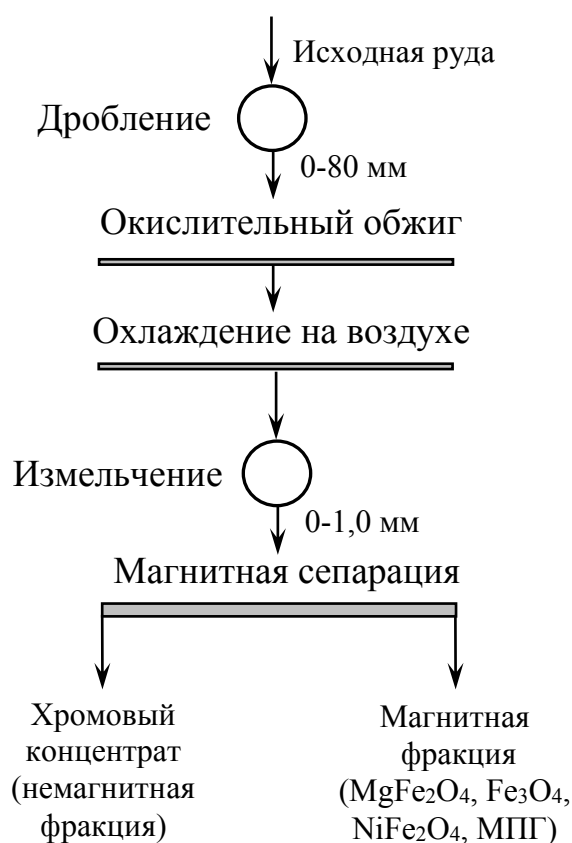 Исходная руда
Дробление
0-80 мм
Окислительный обжиг
Охлаждение на воздухе
Измельчение
0-1,0 мм
Магнитная сепарация
Хромовый
концентрат
(немагнитная
фракция)
Магнитная
фракция
(MgFe₂O₄, Fe₃O₄,
NiFe₂O₄, МПГ)